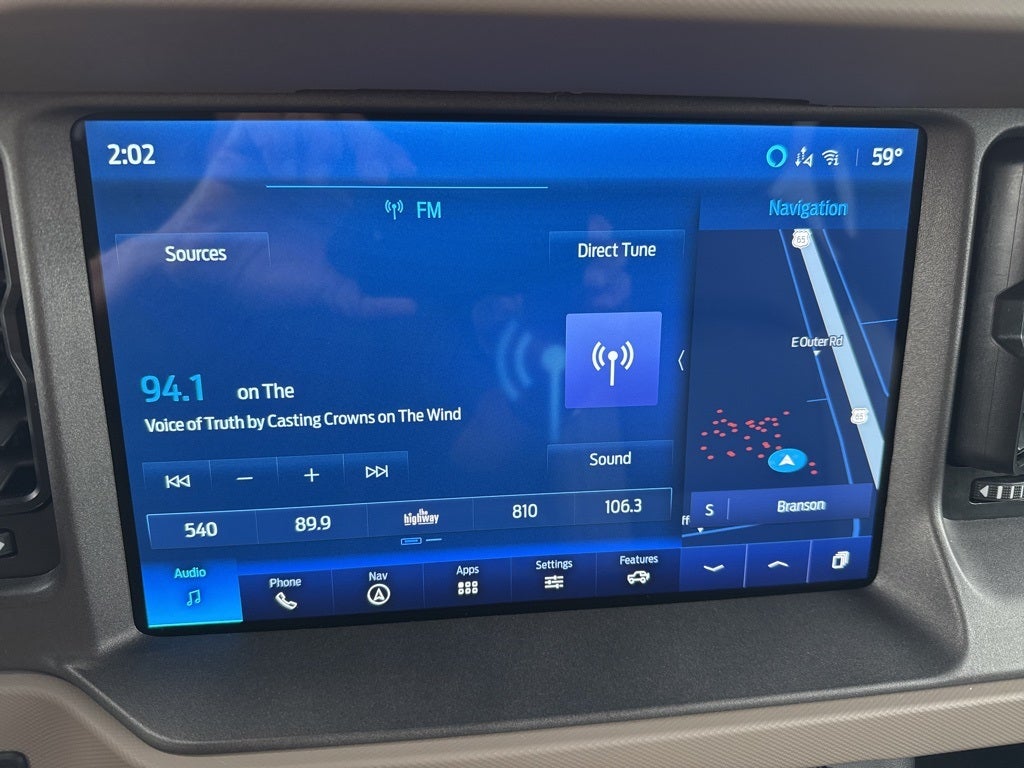 2:02
59°
FM
Navigation
Sources
Direct Tune
65
E Outer Rd
94.1 on The
Voice of Truth by Casting Crowns on The Wind
65
Sound
540
89.9
the highway
810
106.3
S
Branson
Audio
Phone
Nav
Apps
Settings
Features